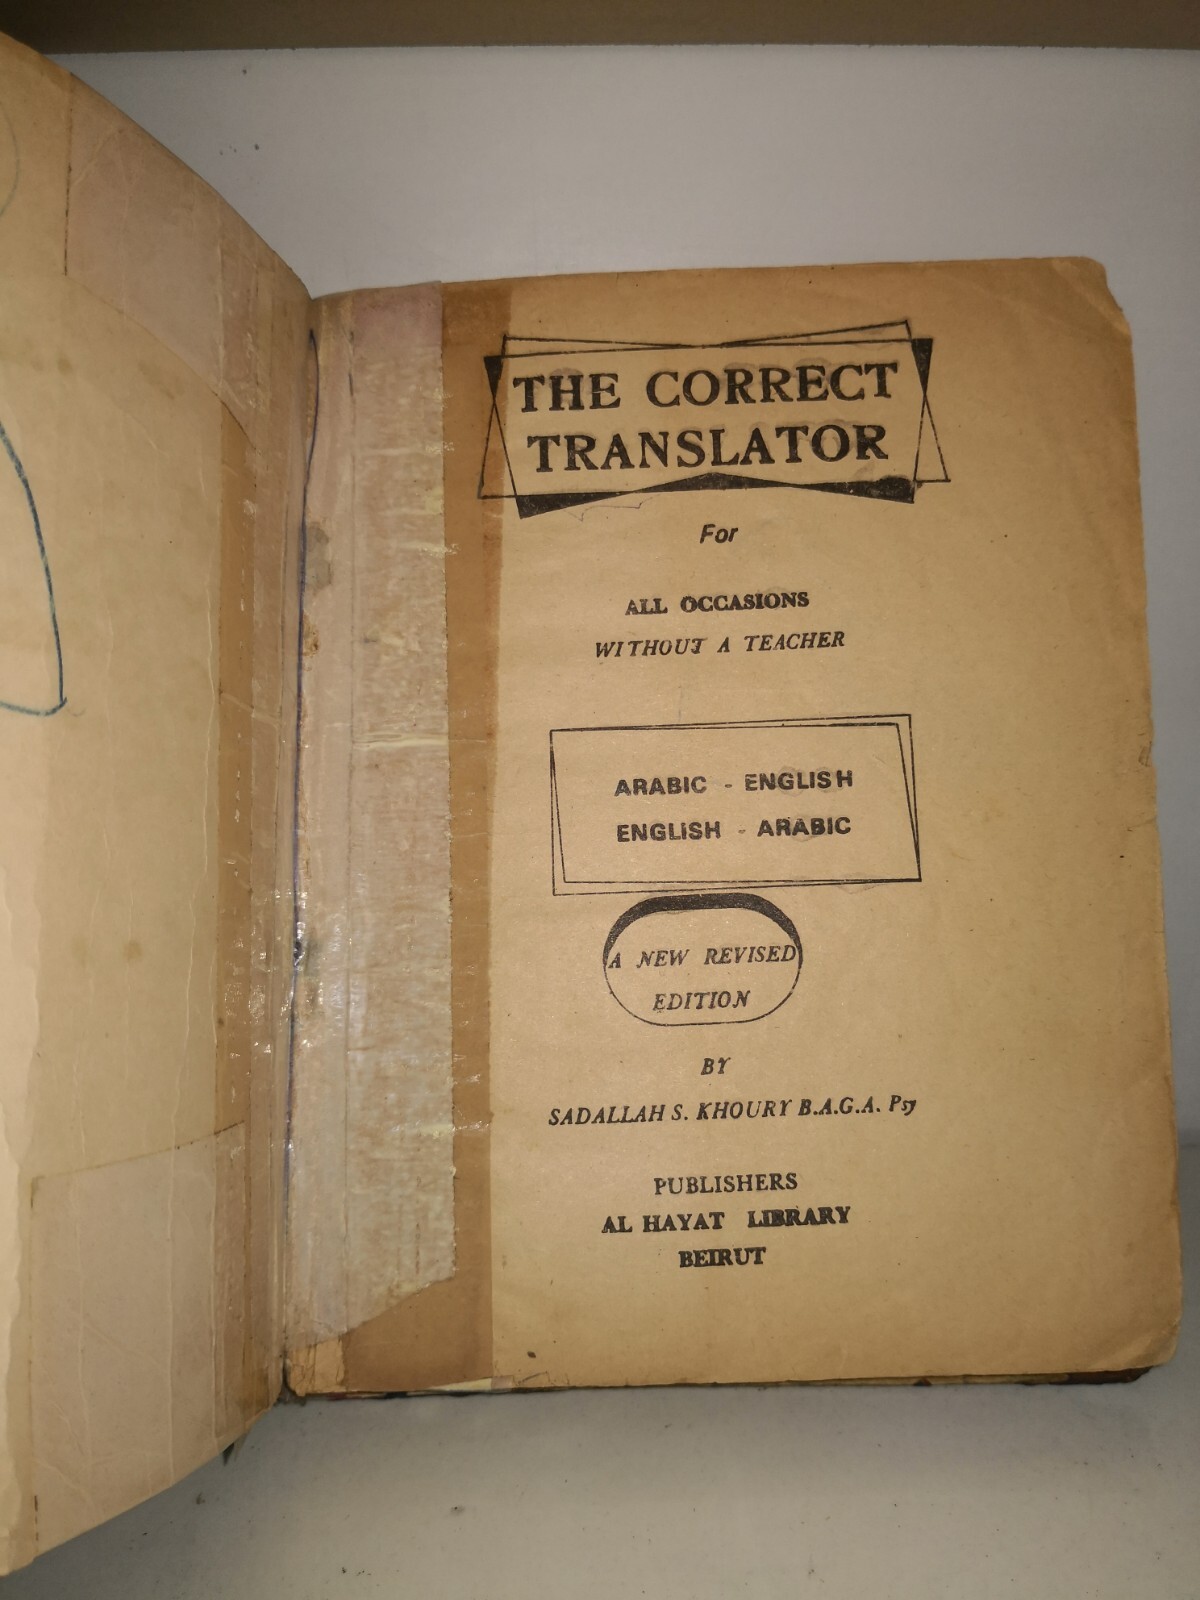 THE CORRECT
TRANSLATOR
For
ALL OCCASIONS
WITHOUT A TEACHER
ARABIC - ENGLISH
ENGLISH - ARABIC
A NEW REVISED
EDITION
BY
SADALLAH S. KHOURY B.A.G.A. Psy
PUBLISHERS
AL HAYAT LIBRARY
BEIRUT